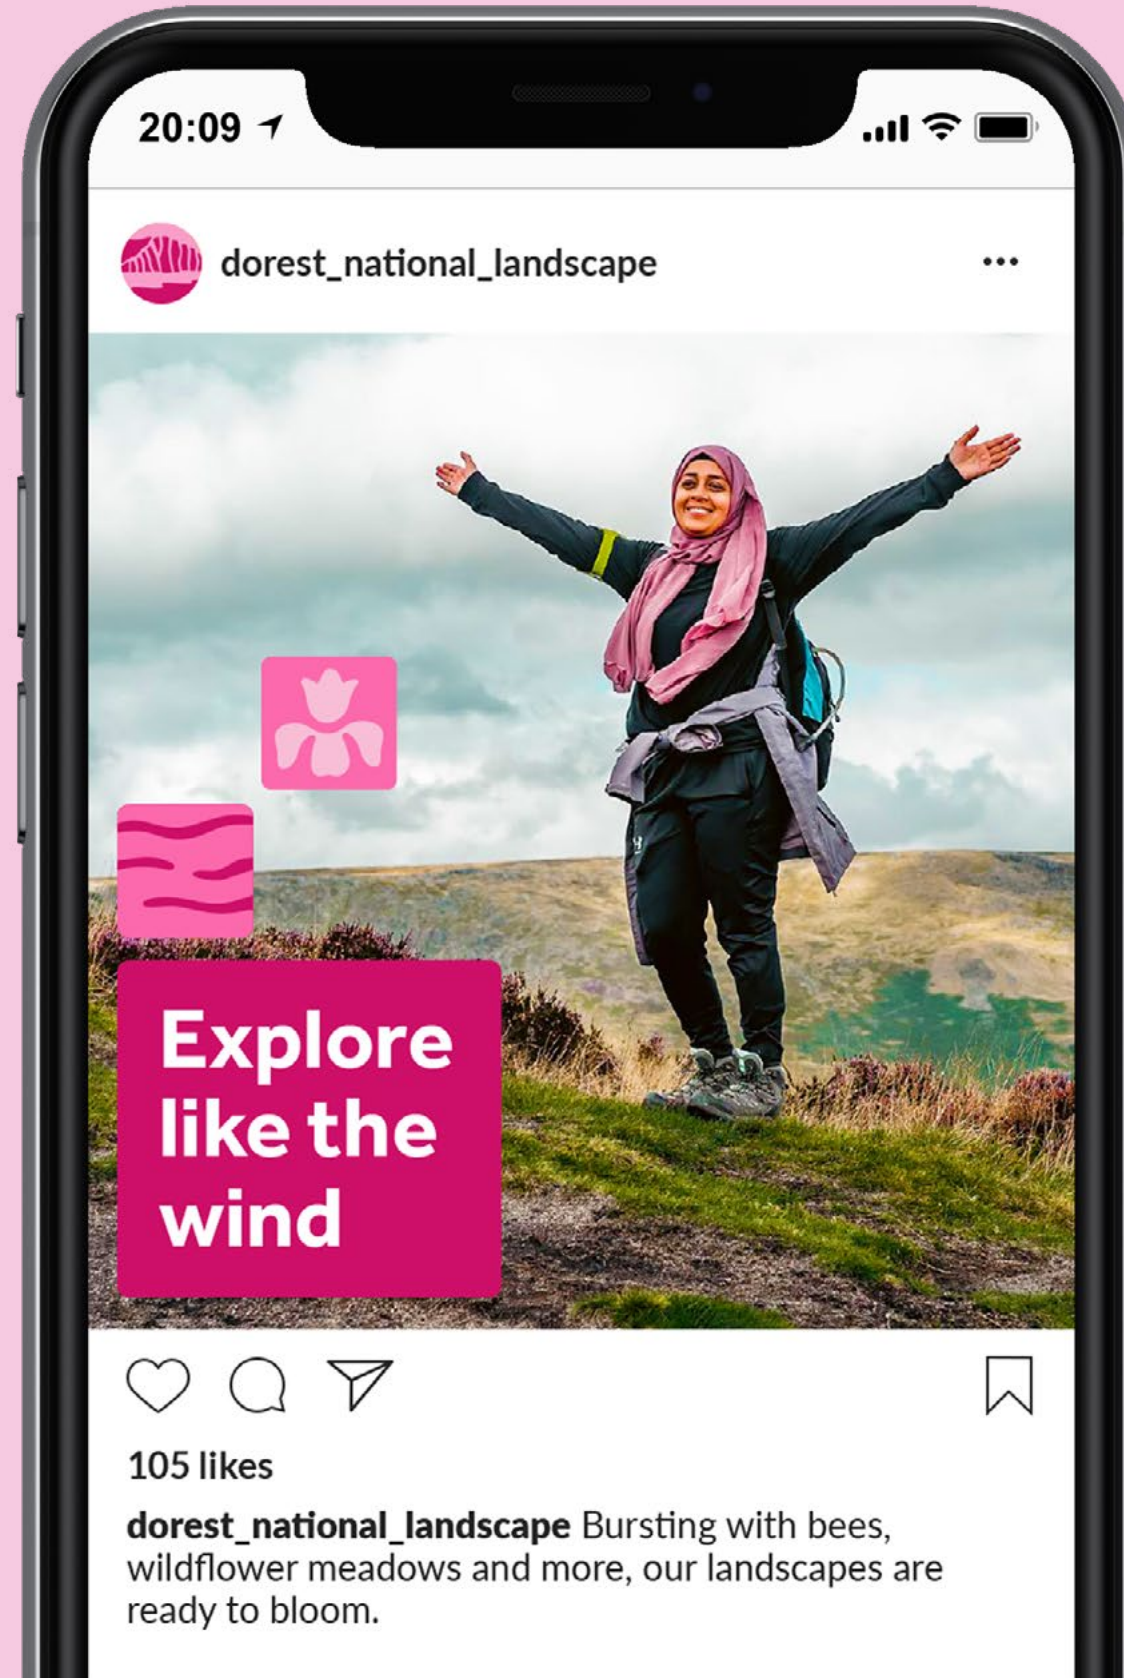 20:09
dorest_national_landscape
Explore
like the
wind
105 likes
dorest_national_landscape Bursting with bees,
wildflower meadows and more, our landscapes are
ready to bloom.